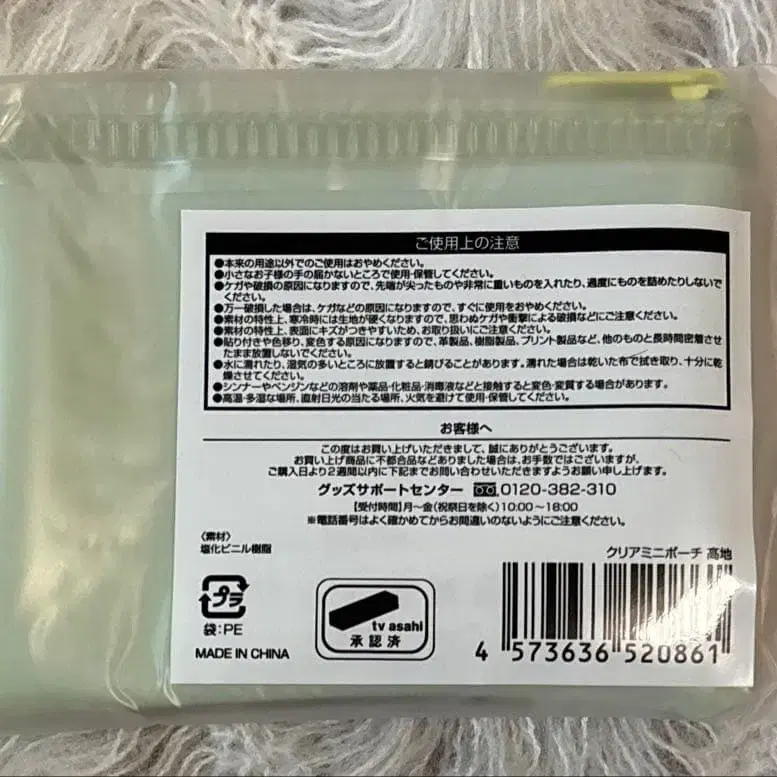 ご使用上の注意
●本来の用途以外でのご使用はおやめください。
●小さなお子様の手の届かないところで使用・保管してください。
●ケガや破損の原因になりますので、先端が尖ったものや非常に重いものを入れたり、過度にものを詰めたりしないで
ください。
●万一破損した場合は、ケガなどの原因になりますので、すぐに使用をおやめください。
●素材の特性上、寒冷時には生地が硬くなりますので、思わぬケガや衝撃による破損などにご注意ください。
●素材の特性上、表面にキズがつきやすいため、お取り扱いにご注意ください。
●貼り付きや色移り、変色する原因になりますので、革製品、樹脂製品、プリント製品など、他のものと長時間密着させ
たまま放置しないでください。
●水に濡れたり、湿気の多いところに放置すると錆びることがあります。濡れた場合は乾いた布で拭き取り、十分に乾
燥させてください。
●シンナーやベンジンなどの溶剤や薬品・化粧品・消毒液などと接触すると変色・変質する場合があります。
●高温・多湿な場所、直射日光の当たる場所、火気を避けて使用・保管してください。
お客様へ
この度はお買い上げいただきまして、誠にありがとうございます。
お買い上げ商品に不都合品などありました場合は、お手数ではございますが、
ご購入日より2週間以内に下記までお問い合わせいただきますようお願い申し上げます。
グッズサポートセンター 0120-382-310
【受付時間】月～金(祝祭日を除く)10:00～18:00
※電話番号はよく確かめてからお間違いのないようにご注意ください。
〈素材〉
塩化ビニル樹脂
クリアミニポーチ 高地
プラ
袋:PE
MADE IN CHINA
tv asahi
承認済
4 573636 520861